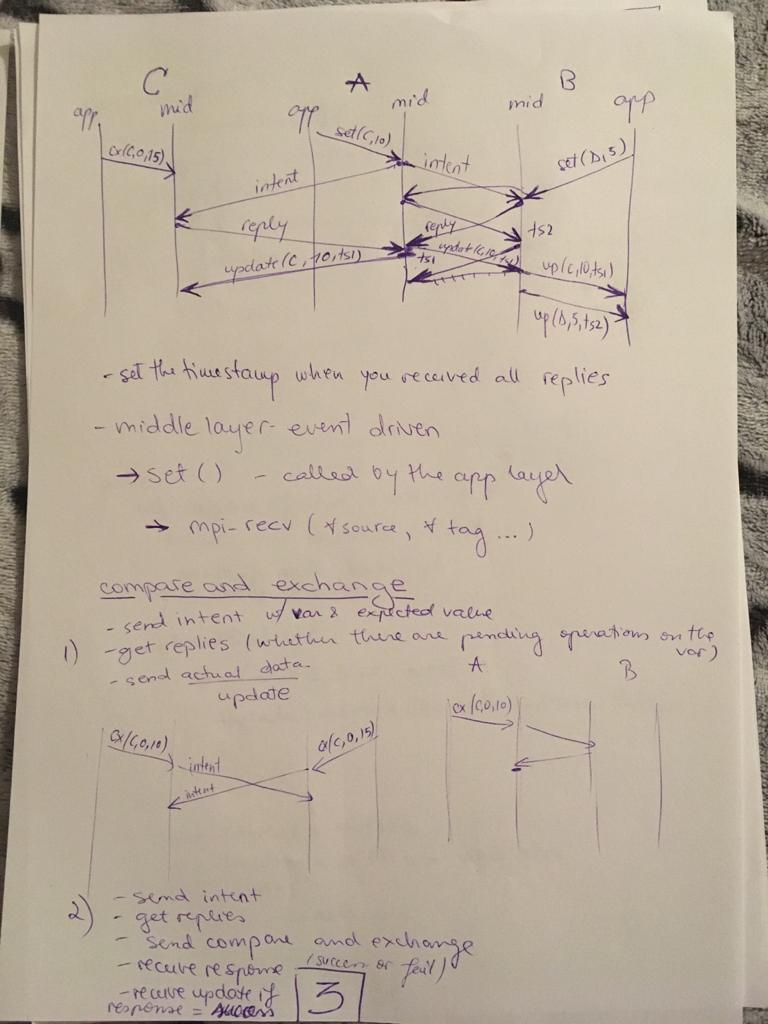 C A B
app mid app mid mid app
cx(C,0,15) set(C,10) intent set(D,5)
intent
reply reply ts2
update(C,10,ts1) ts1 update(C,10,ts1) up(C,10,ts1)
up(D,5,ts2)
- set the timestamp when you received all replies
- middle layer - event driven
→ set() - called by the app layer
→ mpi-recv (∀ source, ∀ tag ...)
compare and exchange
- send intent w/ var & expected value
1) - get replies (whether there are pending operations on the var)
- send actual data
update
A B
cx(C,0,10) cx(C,0,15) cx(C,0,10)
intent
intent
2) - send intent
- get replies
- send compare and exchange
- receive response (success or fail)
- receive update if
response = success
3